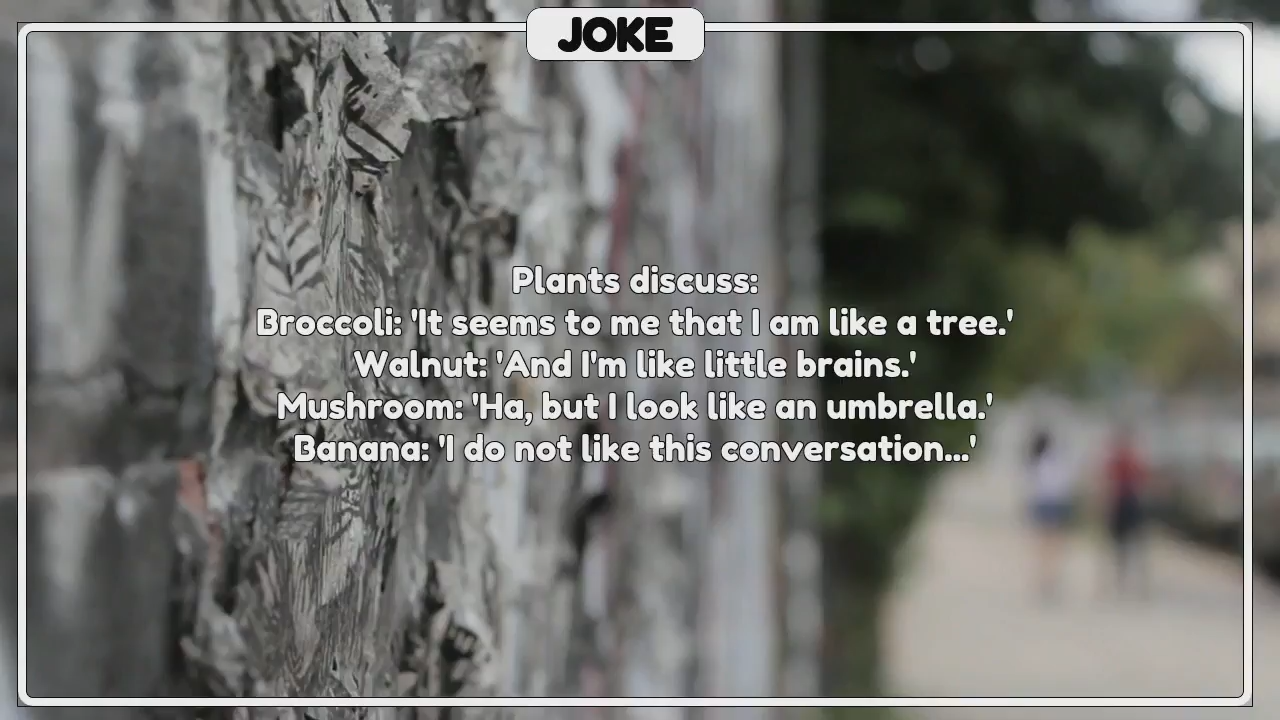 JOKE
Plants discuss:
Broccoli: 'It seems to me that I am like a tree.'
Walnut: 'And I'm like little brains.'
Mushroom: 'Ha, but I look like an umbrella.'
Banana: 'I do not like this conversation...'